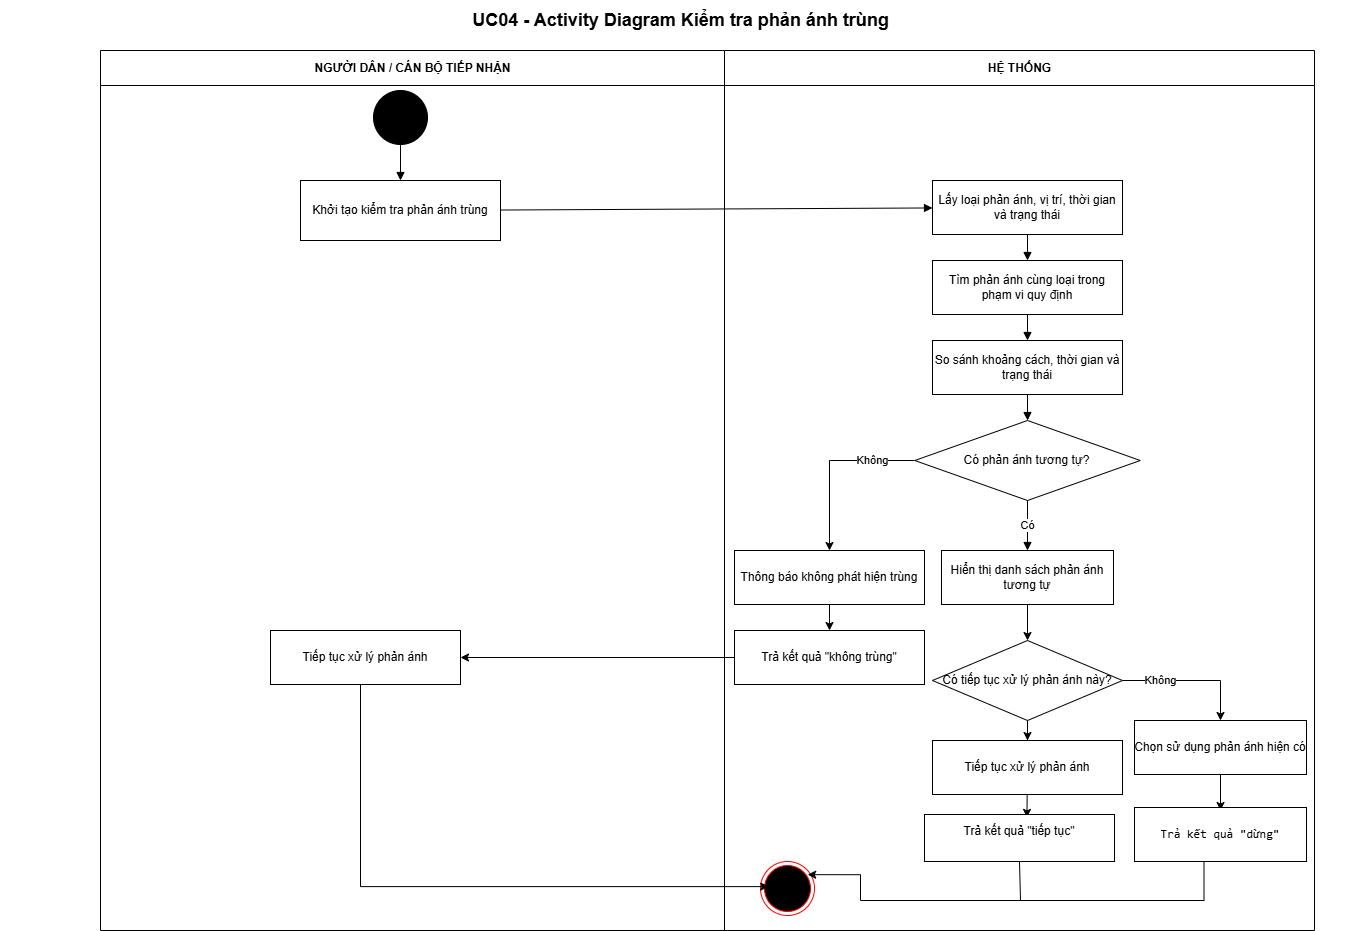 UC04 - Activity Diagram Kiểm tra phản ánh trùng
NGƯỜI DÂN / CÁN BỘ TIẾP NHẬN
HỆ THỐNG
Khởi tạo kiểm tra phản ánh trùng
Lấy loại phản ánh, vị trí, thời gian
và trạng thái
Tìm phản ánh cùng loại trong
phạm vi quy định
So sánh khoảng cách, thời gian và
trạng thái
Có phản ánh tương tự?
Không
Có
Thông báo không phát hiện trùng
Hiển thị danh sách phản ánh
tương tự
Tiếp tục xử lý phản ánh
Trả kết quả "không trùng"
Có tiếp tục xử lý phản ánh này?
Không
Chọn sử dụng phản ánh hiện có
Tiếp tục xử lý phản ánh
Trả kết quả "tiếp tục"
Trả kết quả "dừng"